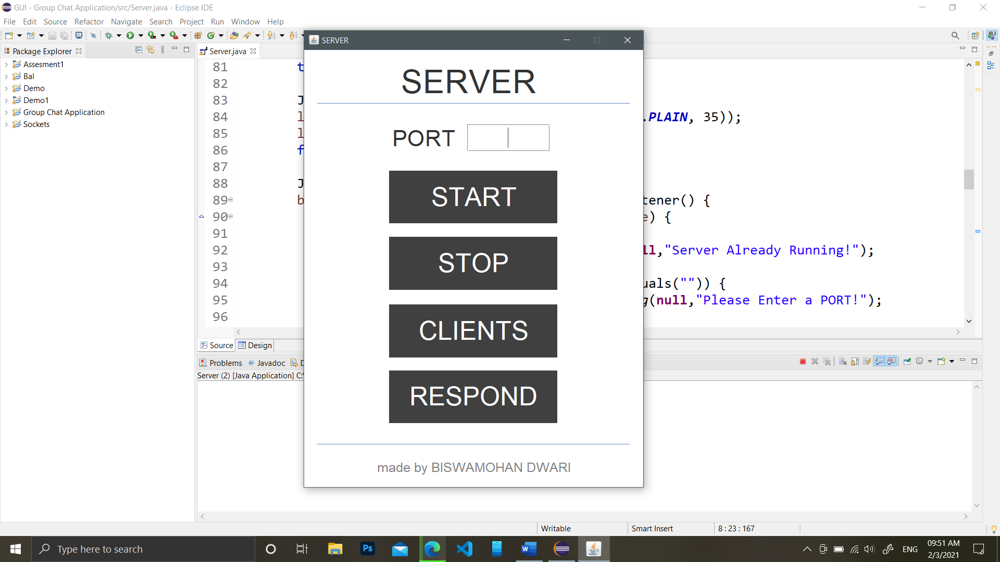 GUI - Group Chat Application/src/Server.java - Eclipse IDE
File Edit Source Refactor Navigate Search Project Run Window Help
Package Explorer
Assesment1
Bal
Demo
Demo1
Group Chat Application
Sockets
Server.java
81 t
82
83 J
84 l .PLAIN, 35));
85 l
86 f
87
88 J
89 b tener() {
90 e) {
91
92 ll,"Server Already Running!");
93
94 uals("")) {
95 g(null,"Please Enter a PORT!");
96
Source Design
Problems @ Javadoc D
Server (2) [Java Application] C:\
SERVER
SERVER
PORT
START
STOP
CLIENTS
RESPOND
made by BISWAMOHAN DWARI
Writable Smart Insert 8 : 23 : 167
Type here to search
Ps
W
ENG
09:51 AM
2/3/2021